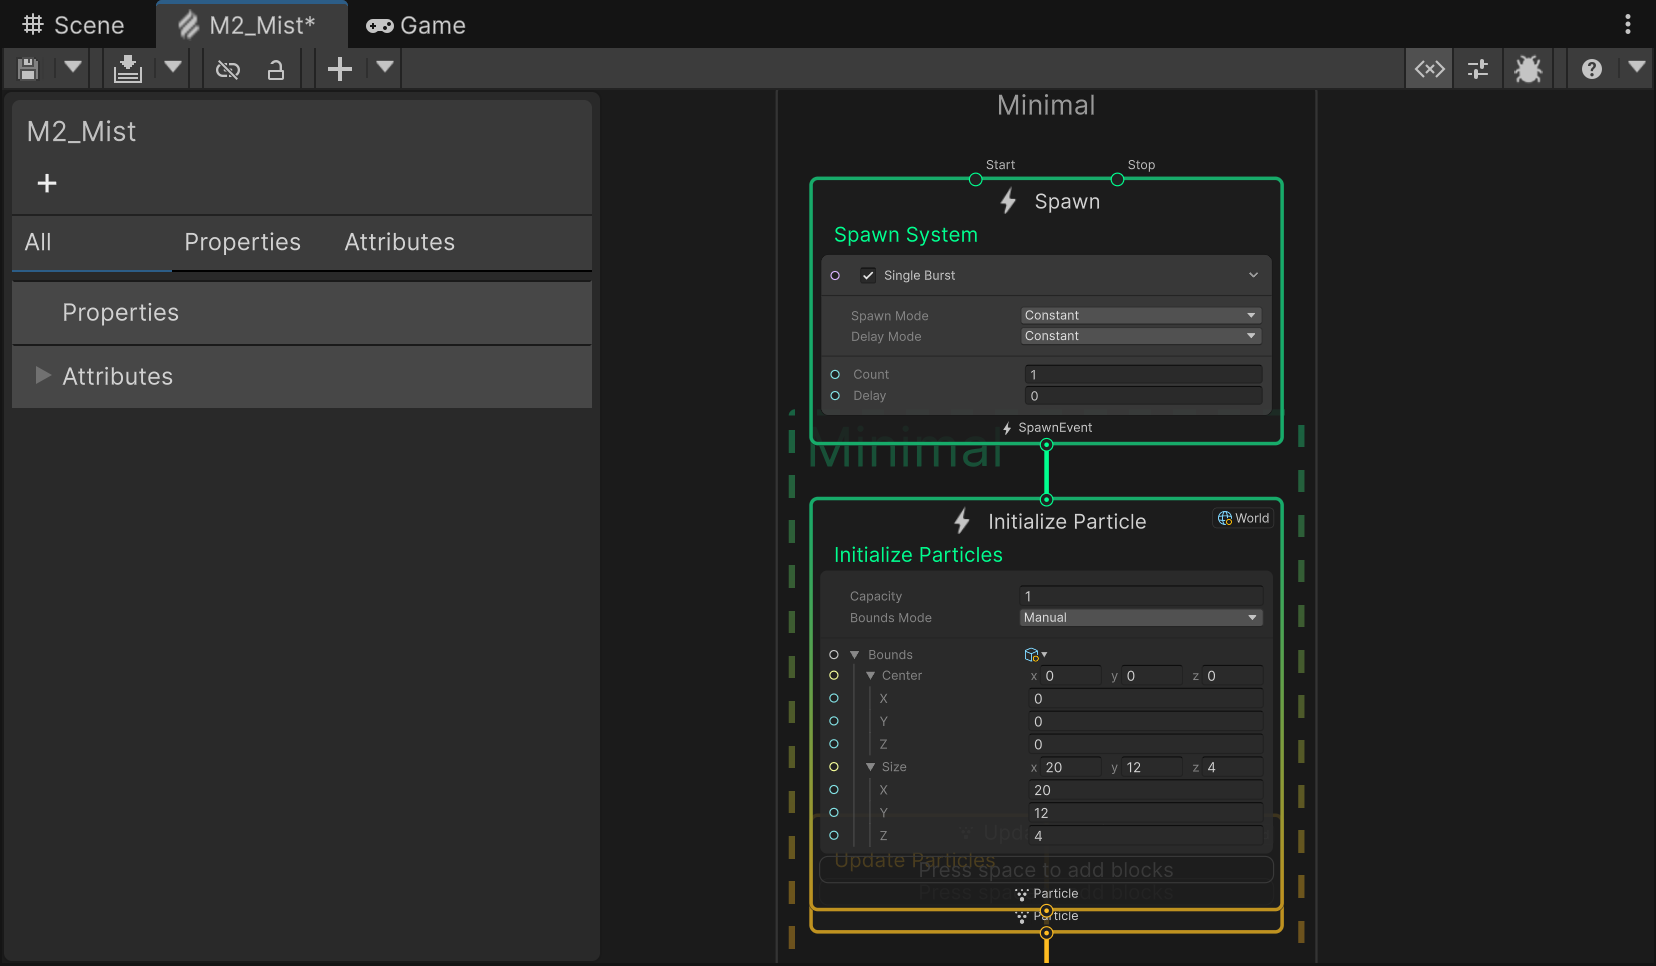 Scene
M2_Mist*
Game
M2_Mist
All
Properties
Attributes
Properties
Attributes
Minimal
Start
Stop
Spawn
Spawn System
Single Burst
Spawn Mode
Constant
Delay Mode
Constant
Count
1
Delay
0
SpawnEvent
Minimal
Initialize Particle
World
Initialize Particles
Capacity
1
Bounds Mode
Manual
Bounds
Center
x 0 y 0 z 0
X
0
Y
0
Z
0
Size
x 20 y 12 z 4
X
20
Y
12
Z
4
Update Particles
Press space to add blocks
Particle
Particle